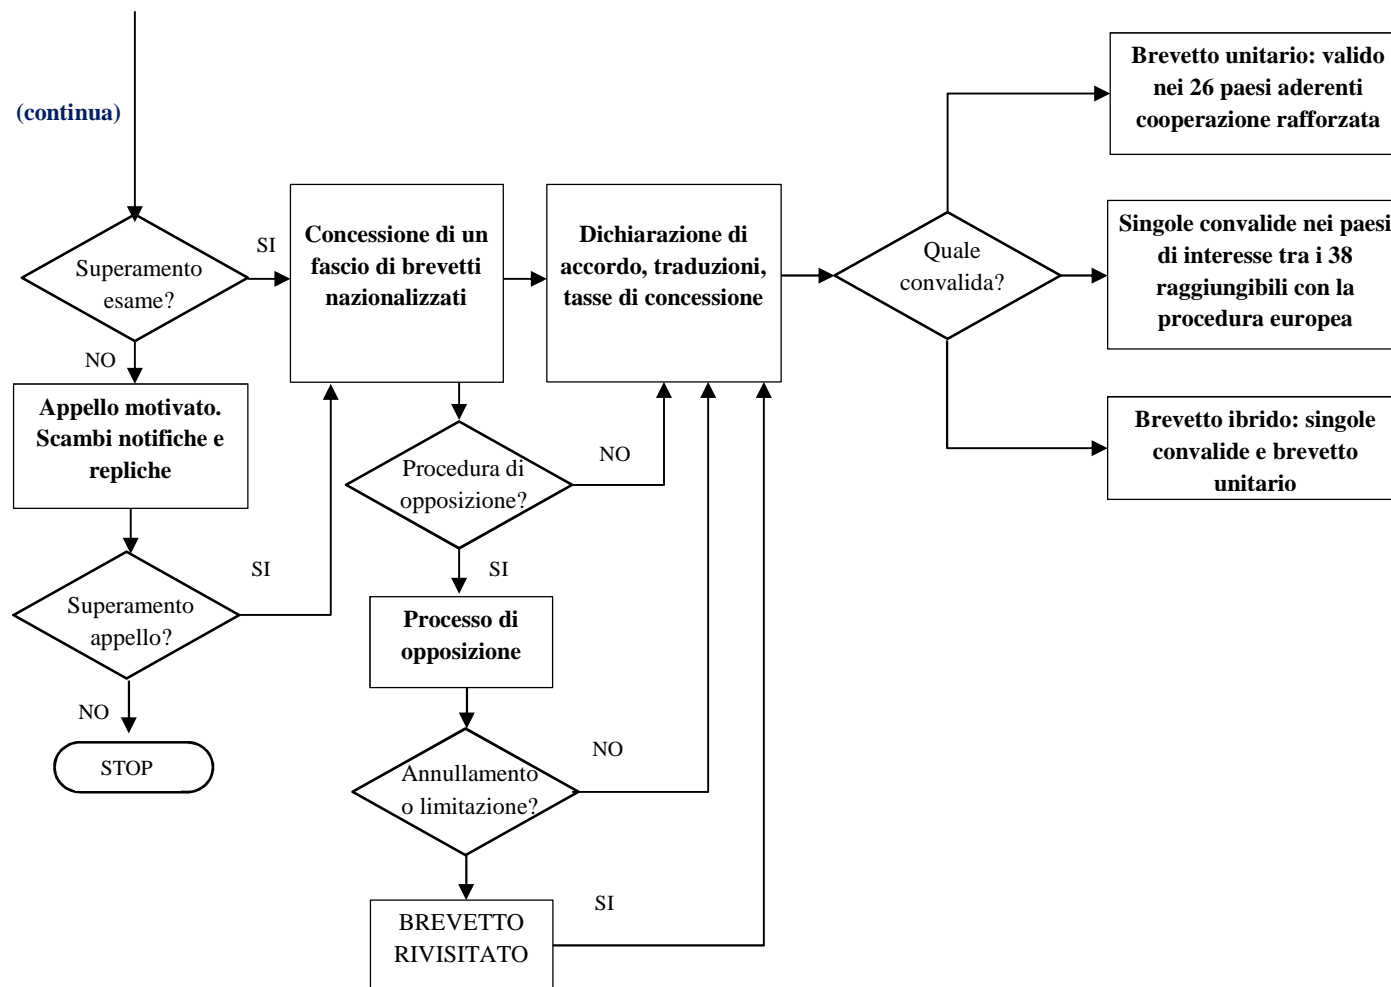 (continua)
Superamento
esame?
SI
NO
Appello motivato.
Scambi notifiche e
repliche
Superamento
appello?
SI
NO
STOP
Concessione di un
fascio di brevetti
nazionalizzati
Procedura di
opposizione?
NO
SI
Processo di
opposizione
Annullamento
o limitazione?
NO
SI
BREVETTO
RIVISITATO
Dichiarazione di
accordo, traduzioni,
tasse di concessione
Quale
convalida?
Brevetto unitario: valido
nei 26 paesi aderenti
cooperazione rafforzata
Singole convalide nei paesi
di interesse tra i 38
raggiungibili con la
procedura europea
Brevetto ibrido: singole
convalide e brevetto
unitario